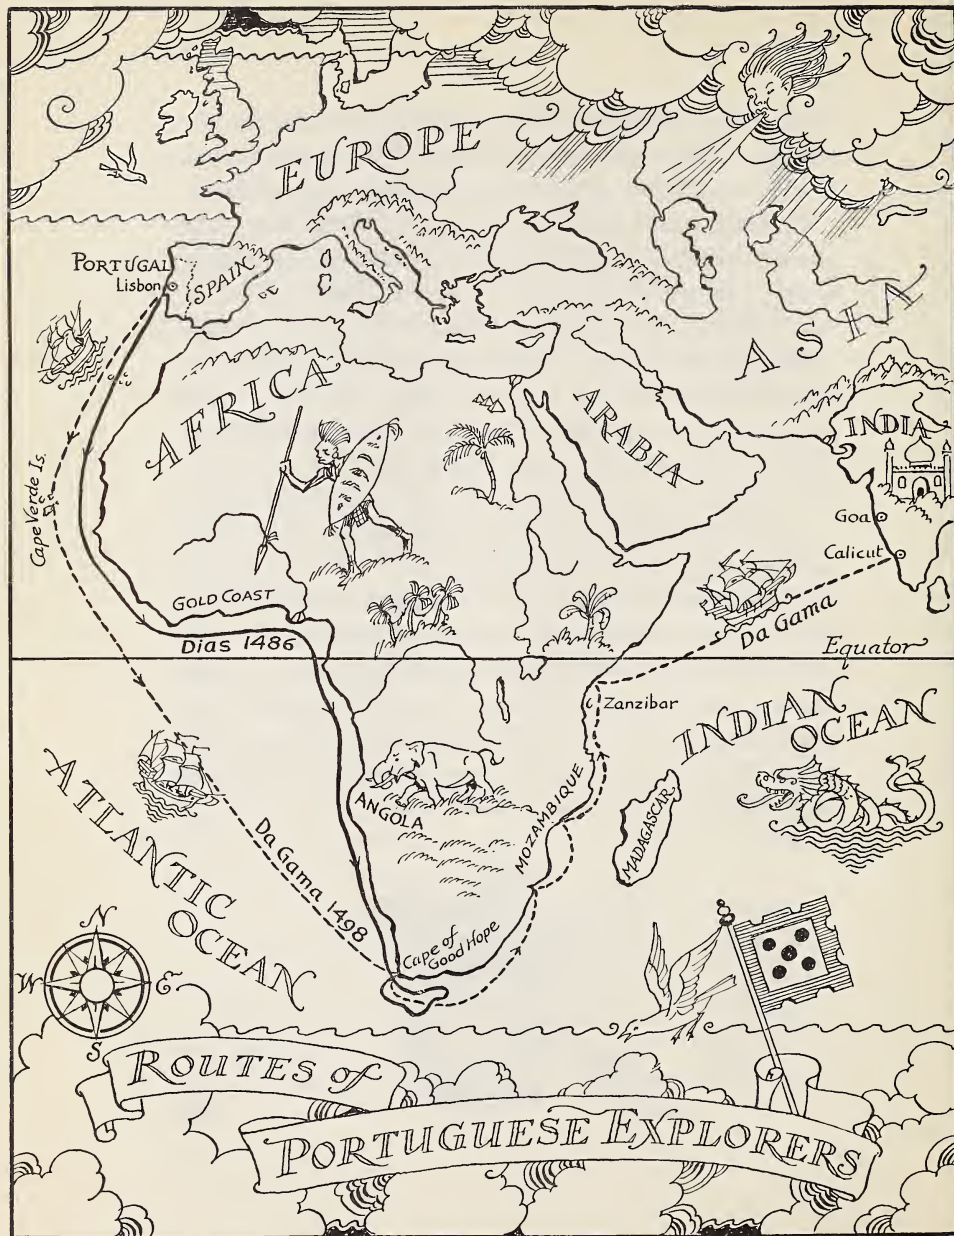 EUROPE
PORTUGAL
Lisbon
SPAIN
ASIA
AFRICA
ARABIA
INDIA
Cape Verde Is.
Goa
Calicut
GOLD COAST
Dias 1486
Da Gama
Equator
Zanzibar
INDIAN
OCEAN
ATLANTIC
OCEAN
ANGOLA
MOZAMBIQUE
MADAGASCAR
Da Gama 1498
Cape of
Good Hope
N
W
E
S
ROUTES of
PORTUGUESE EXPLORERS